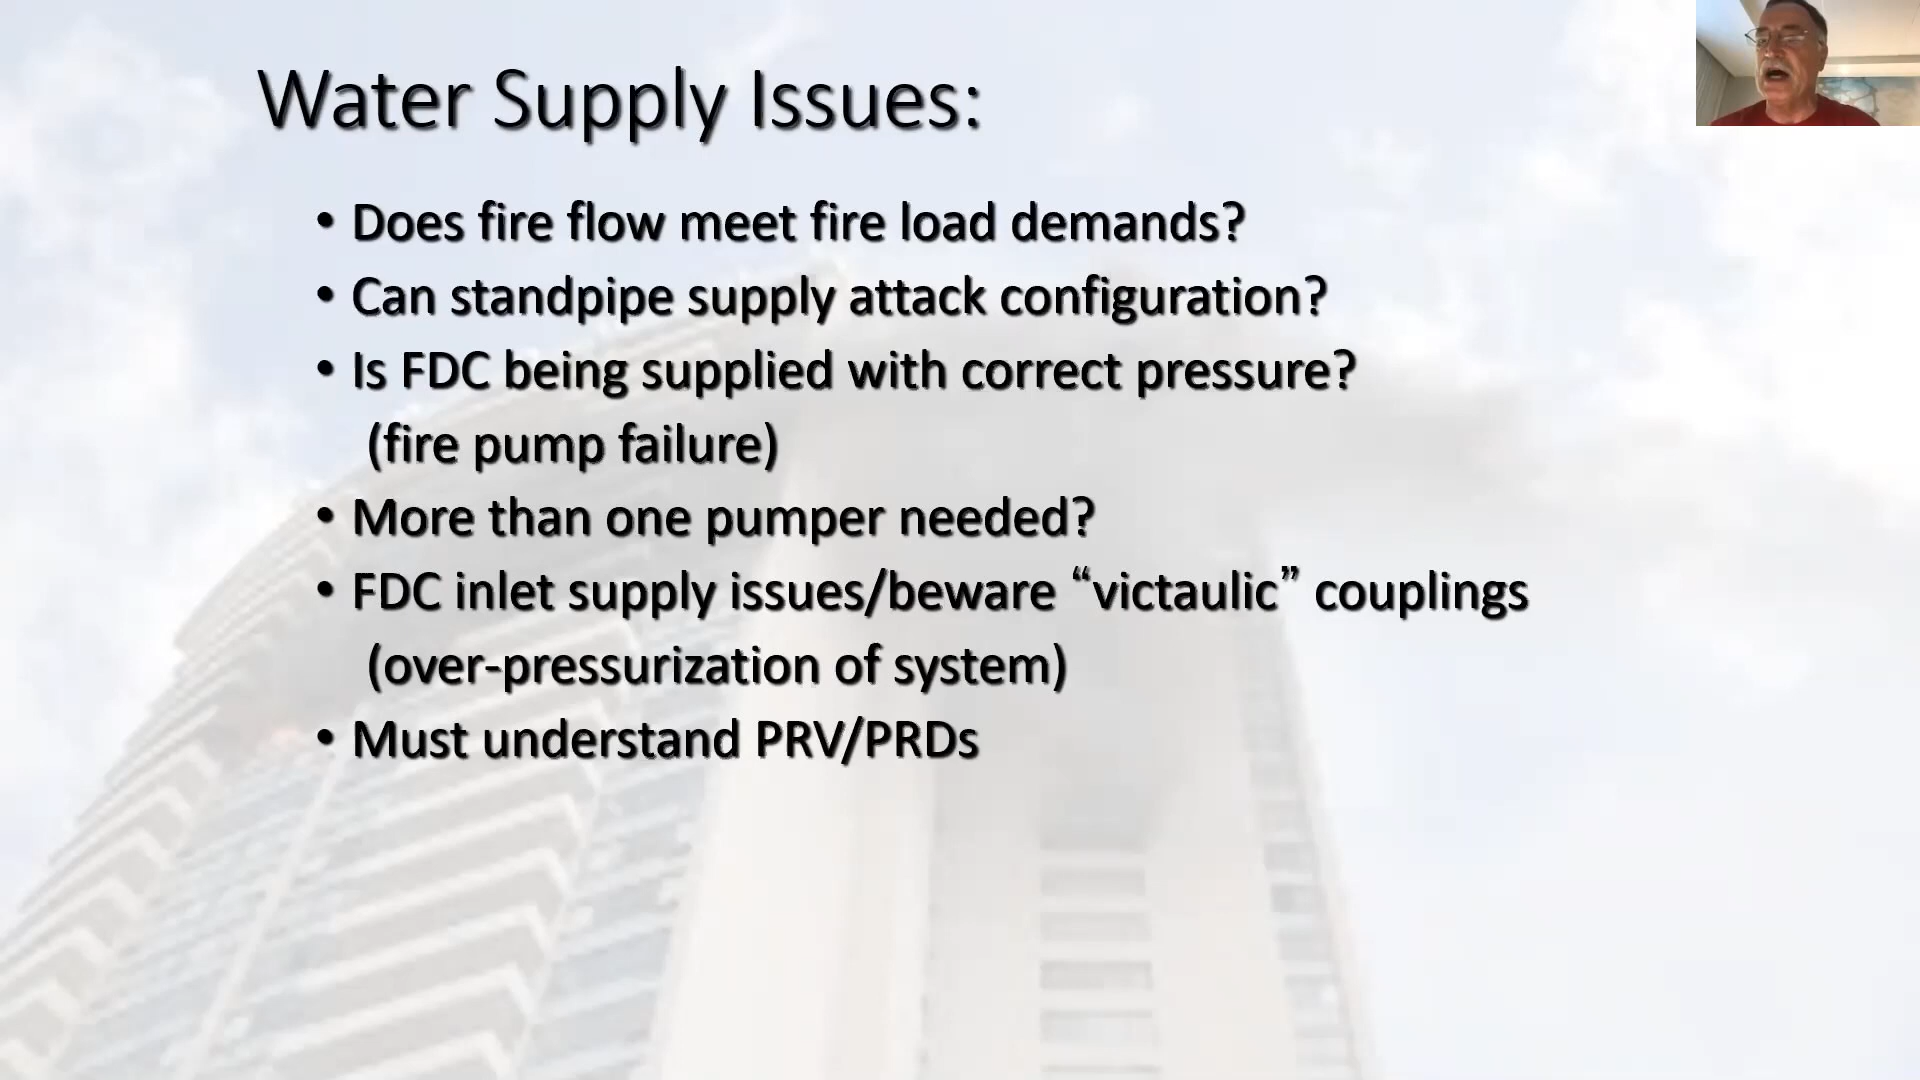 Water Supply Issues:
• Does fire flow meet fire load demands?
• Can standpipe supply attack configuration?
• Is FDC being supplied with correct pressure?
(fire pump failure)
• More than one pumper needed?
• FDC inlet supply issues/beware “victaulic” couplings
(over-pressurization of system)
• Must understand PRV/PRDs